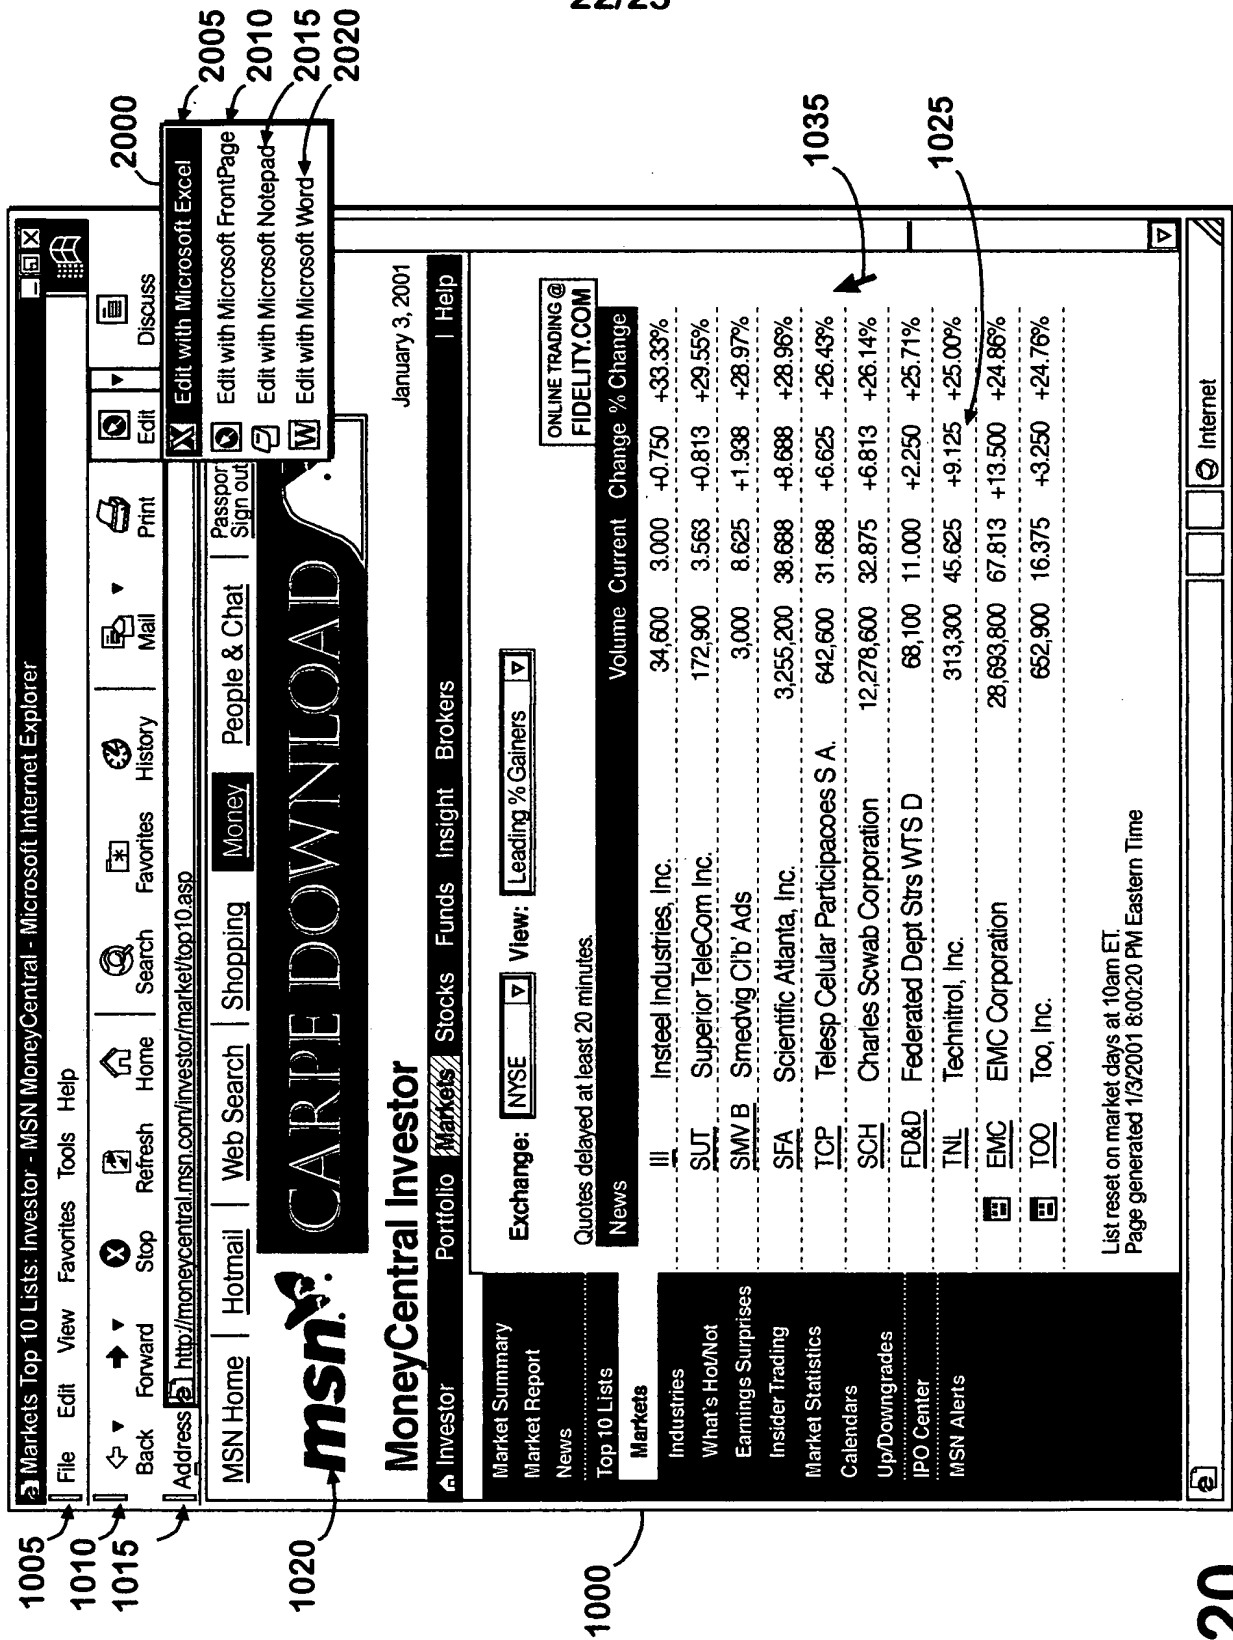 22/23
2000
2005
2010
2015
2020
Markets Top 10 Lists: Investor - MSN MoneyCentral - Microsoft Internet Explorer
1005
File Edit View Favorites Tools Help
1010
Back Forward Stop Refresh Home Search Favorites History Mail Print Edit Discuss
1015
Address http://moneycentral.msn.com/investor/market/top10.asp
Edit with Microsoft Excel
Edit with Microsoft FrontPage
Edit with Microsoft Notepad
Edit with Microsoft Word
MSN Home | Hotmail | Web Search | Shopping Money People & Chat | Passpor
Sign out
1020
msn.
CARPE DOWNLOAD
January 3, 2001
MoneyCentral Investor
Investor Portfolio Markets Stocks Funds Insight Brokers | Help
Market Summary
Market Report
News
Top 10 Lists
Markets
Industries
What's Hot/Not
Earnings Surprises
Insider Trading
Market Statistics
Calendars
Up/Downgrades
IPO Center
MSN Alerts
1000
Exchange: NYSE View: Leading % Gainers
ONLINE TRADING @
FIDELITY.COM
Quotes delayed at least 20 minutes.
News Volume Current Change % Change
III Insteel Industries, Inc. 34,600 3.000 +0.750 +33.33%
SUT Superior TeleCom Inc. 172,900 3.563 +0.813 +29.55%
SMV B Smedvig Cl'b' Ads 3,000 8.625 +1.938 +28.97%
SFA Scientific Atlanta, Inc. 3,255,200 38.688 +8.688 +28.96%
TCP Telesp Celular Participacoes S A. 642,600 31.688 +6.625 +26.43%
SCH Charles Scwab Corporation 12,278,600 32.875 +6.813 +26.14%
FD&D Federated Dept Strs WTS D 68,100 11.000 +2.250 +25.71%
TNL Technitrol, Inc. 313,300 45.625 +9.125 +25.00%
EMC EMC Corporation 28,693,800 67.813 +13.500 +24.86%
TOO Too, Inc. 652,900 16.375 +3.250 +24.76%
1035
1025
List reset on market days at 10am ET.
Page generated 1/3/2001 8:00:20 PM Eastern Time
Internet
20